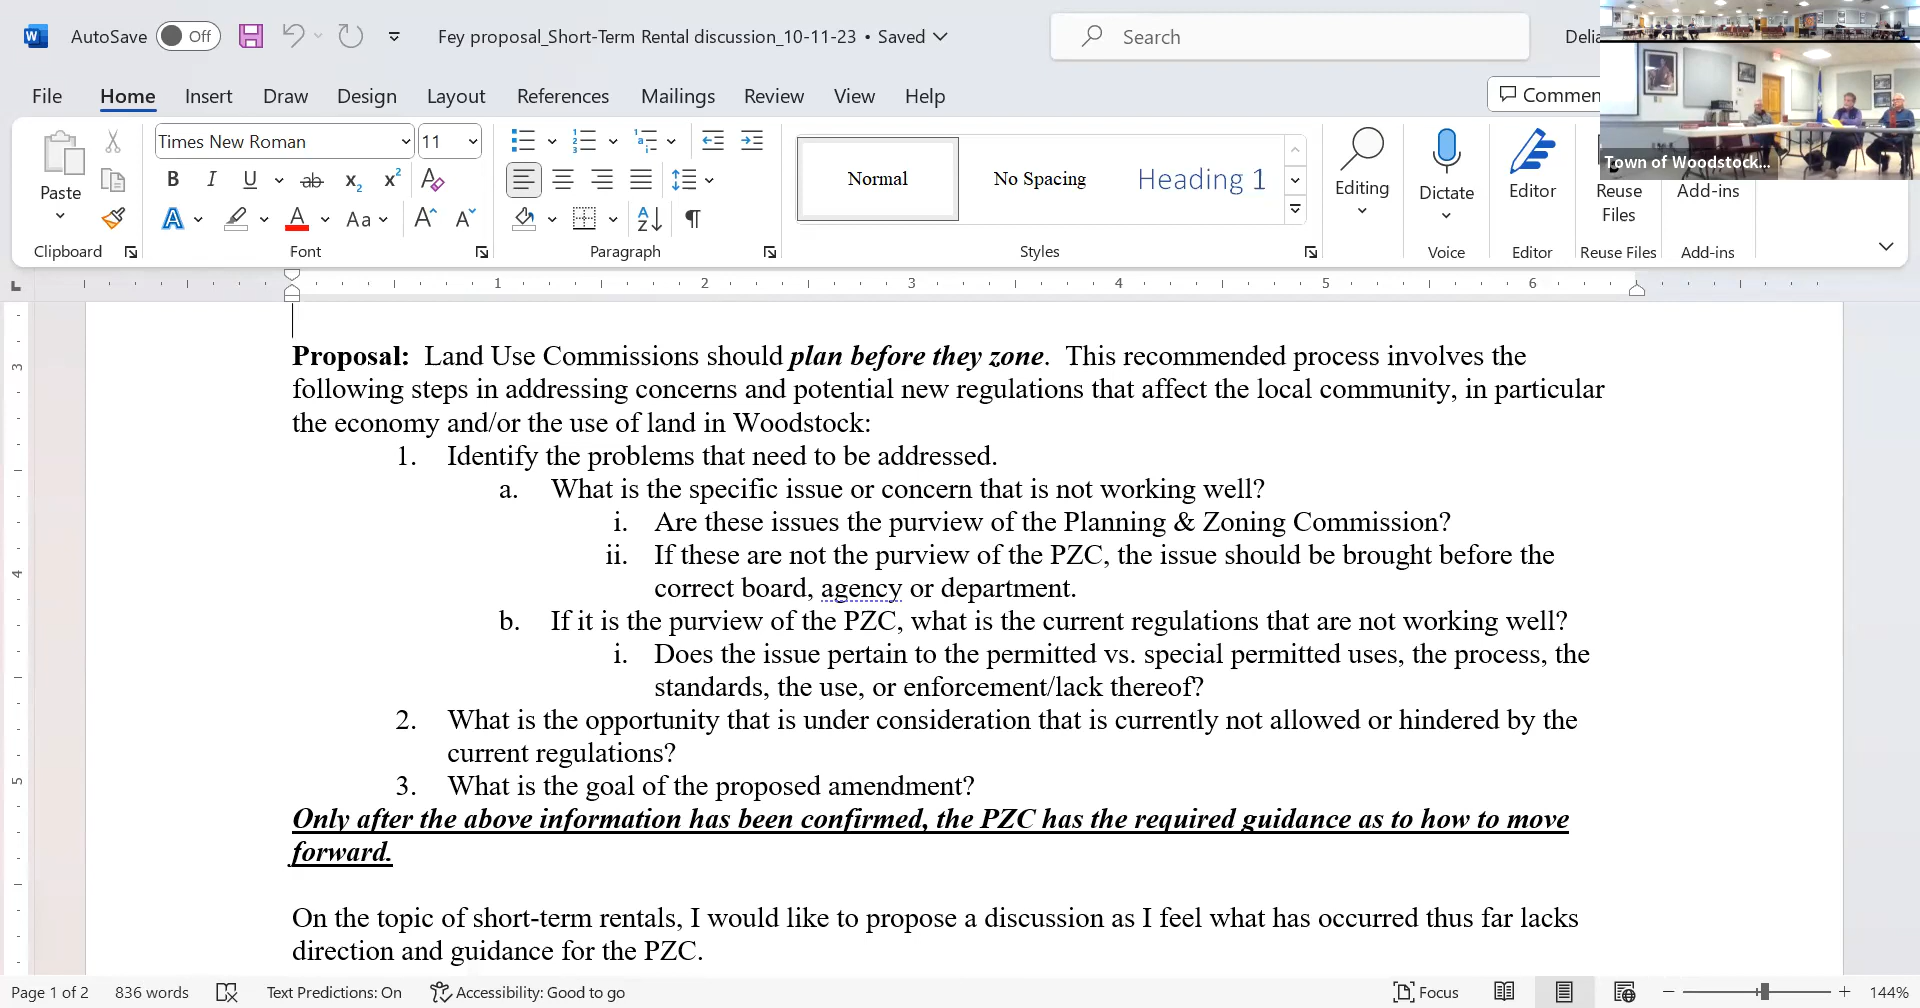 AutoSave Off Fey proposal_Short-Term Rental discussion_10-11-23 • Saved Search Delia
File Home Insert Draw Design Layout References Mailings Review View Help Commen
Town of Woodstock...
Times New Roman 11
Paste
Normal
No Spacing
Heading 1
Editing
Dictate
Editor
Reuse
Files
Add-ins
Clipboard Font Paragraph Styles Voice Editor Reuse Files Add-ins
1 2 3 4 5 6
Proposal: Land Use Commissions should plan before they zone. This recommended process involves the
following steps in addressing concerns and potential new regulations that affect the local community, in particular
the economy and/or the use of land in Woodstock:
1. Identify the problems that need to be addressed.
a. What is the specific issue or concern that is not working well?
i. Are these issues the purview of the Planning & Zoning Commission?
ii. If these are not the purview of the PZC, the issue should be brought before the
correct board, agency or department.
b. If it is the purview of the PZC, what is the current regulations that are not working well?
i. Does the issue pertain to the permitted vs. special permitted uses, the process, the
standards, the use, or enforcement/lack thereof?
2. What is the opportunity that is under consideration that is currently not allowed or hindered by the
current regulations?
3. What is the goal of the proposed amendment?
Only after the above information has been confirmed, the PZC has the required guidance as to how to move
forward.
On the topic of short-term rentals, I would like to propose a discussion as I feel what has occurred thus far lacks
direction and guidance for the PZC.
3
4
5
Page 1 of 2 836 words Text Predictions: On Accessibility: Good to go Focus 144%